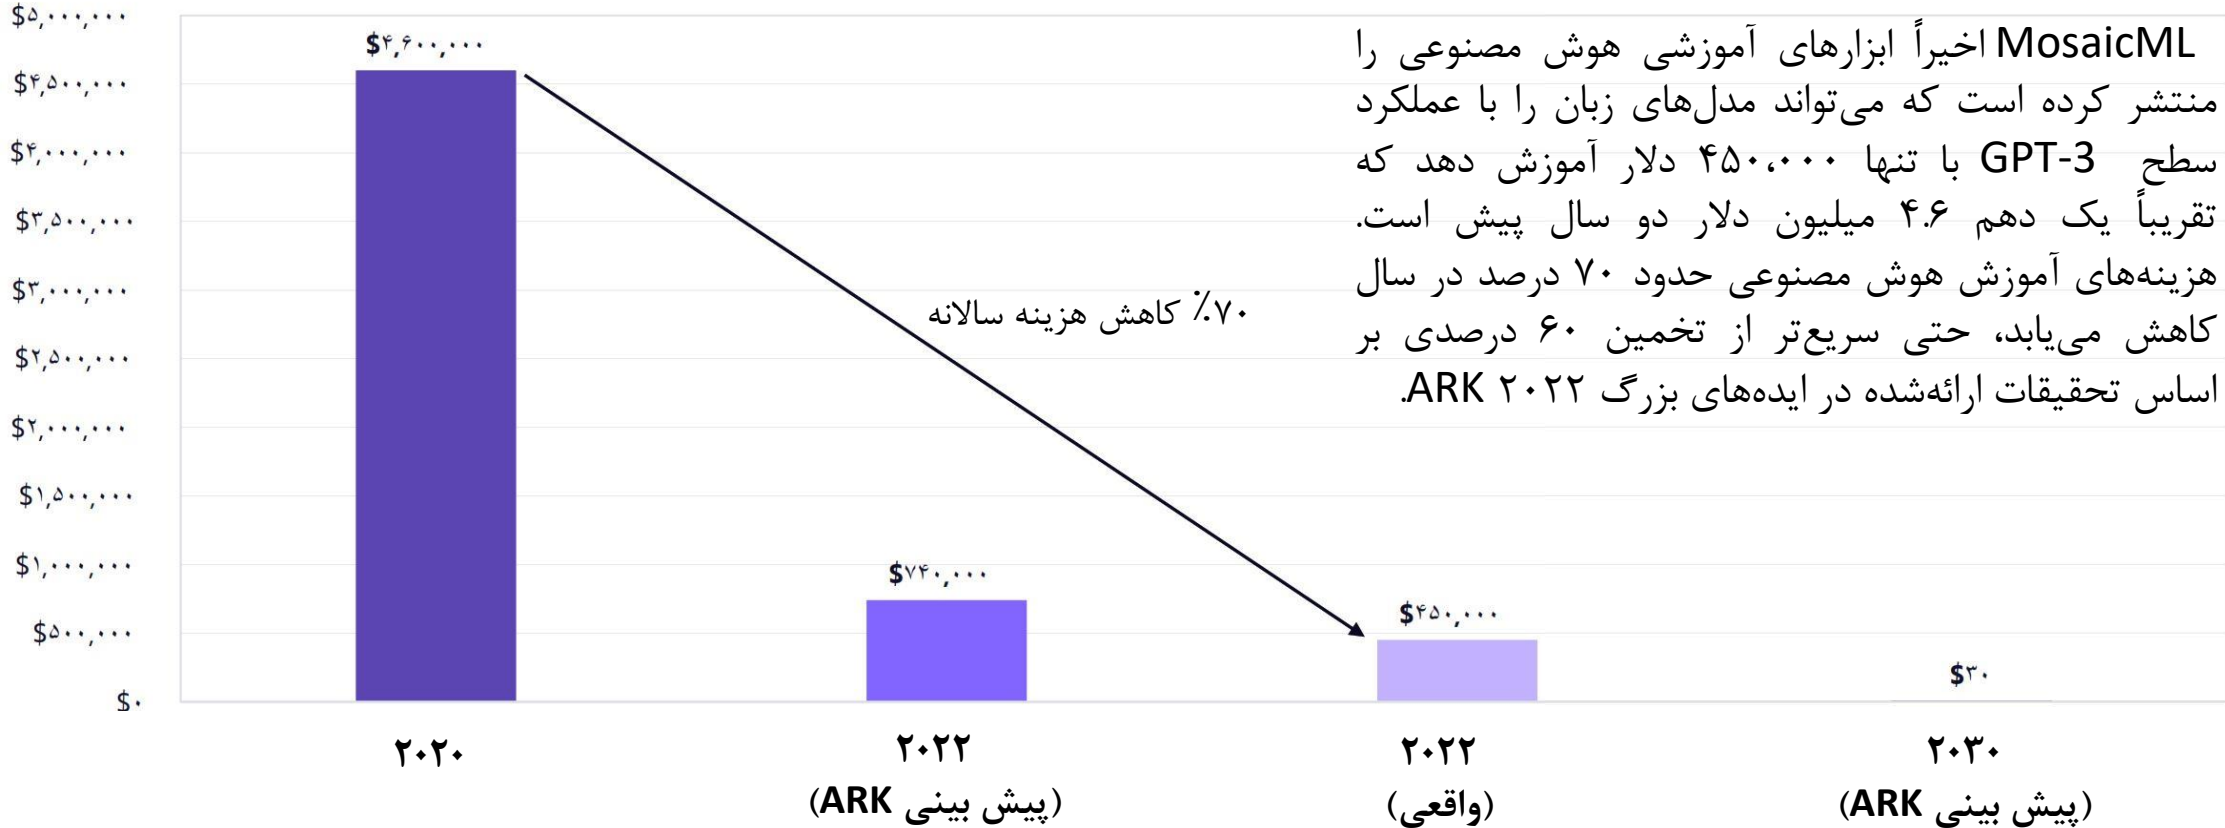 $۵,۰۰۰,۰۰۰
$۴,۵۰۰,۰۰۰
$۴,۰۰۰,۰۰۰
$۳,۵۰۰,۰۰۰
$۳,۰۰۰,۰۰۰
$۲,۵۰۰,۰۰۰
$۲,۰۰۰,۰۰۰
$۱,۵۰۰,۰۰۰
$۱,۰۰۰,۰۰۰
$۵۰۰,۰۰۰
$۰
$۴,۶۰۰,۰۰۰
$۷۴۰,۰۰۰
$۴۵۰,۰۰۰
$۳۰
۷۰٪ کاهش هزینه سالانه
MosaicML اخیراً ابزارهای آموزشی هوش مصنوعی را
منتشر کرده است که می‌تواند مدل‌های زبان را با عملکرد
سطح GPT-3 با تنها ۴۵۰،۰۰۰ دلار آموزش دهد که
تقریباً یک دهم ۴.۶ میلیون دلار دو سال پیش است.
هزینه‌های آموزش هوش مصنوعی حدود ۷۰ درصد در سال
کاهش می‌یابد، حتی سریع‌تر از تخمین ۶۰ درصدی بر
اساس تحقیقات ارائه‌شده در ایده‌های بزرگ ARK ۲۰۲۲.
۲۰۲۰
۲۰۲۲
(پیش بینی ARK)
۲۰۲۲
(واقعی)
۲۰۳۰
(پیش بینی ARK)